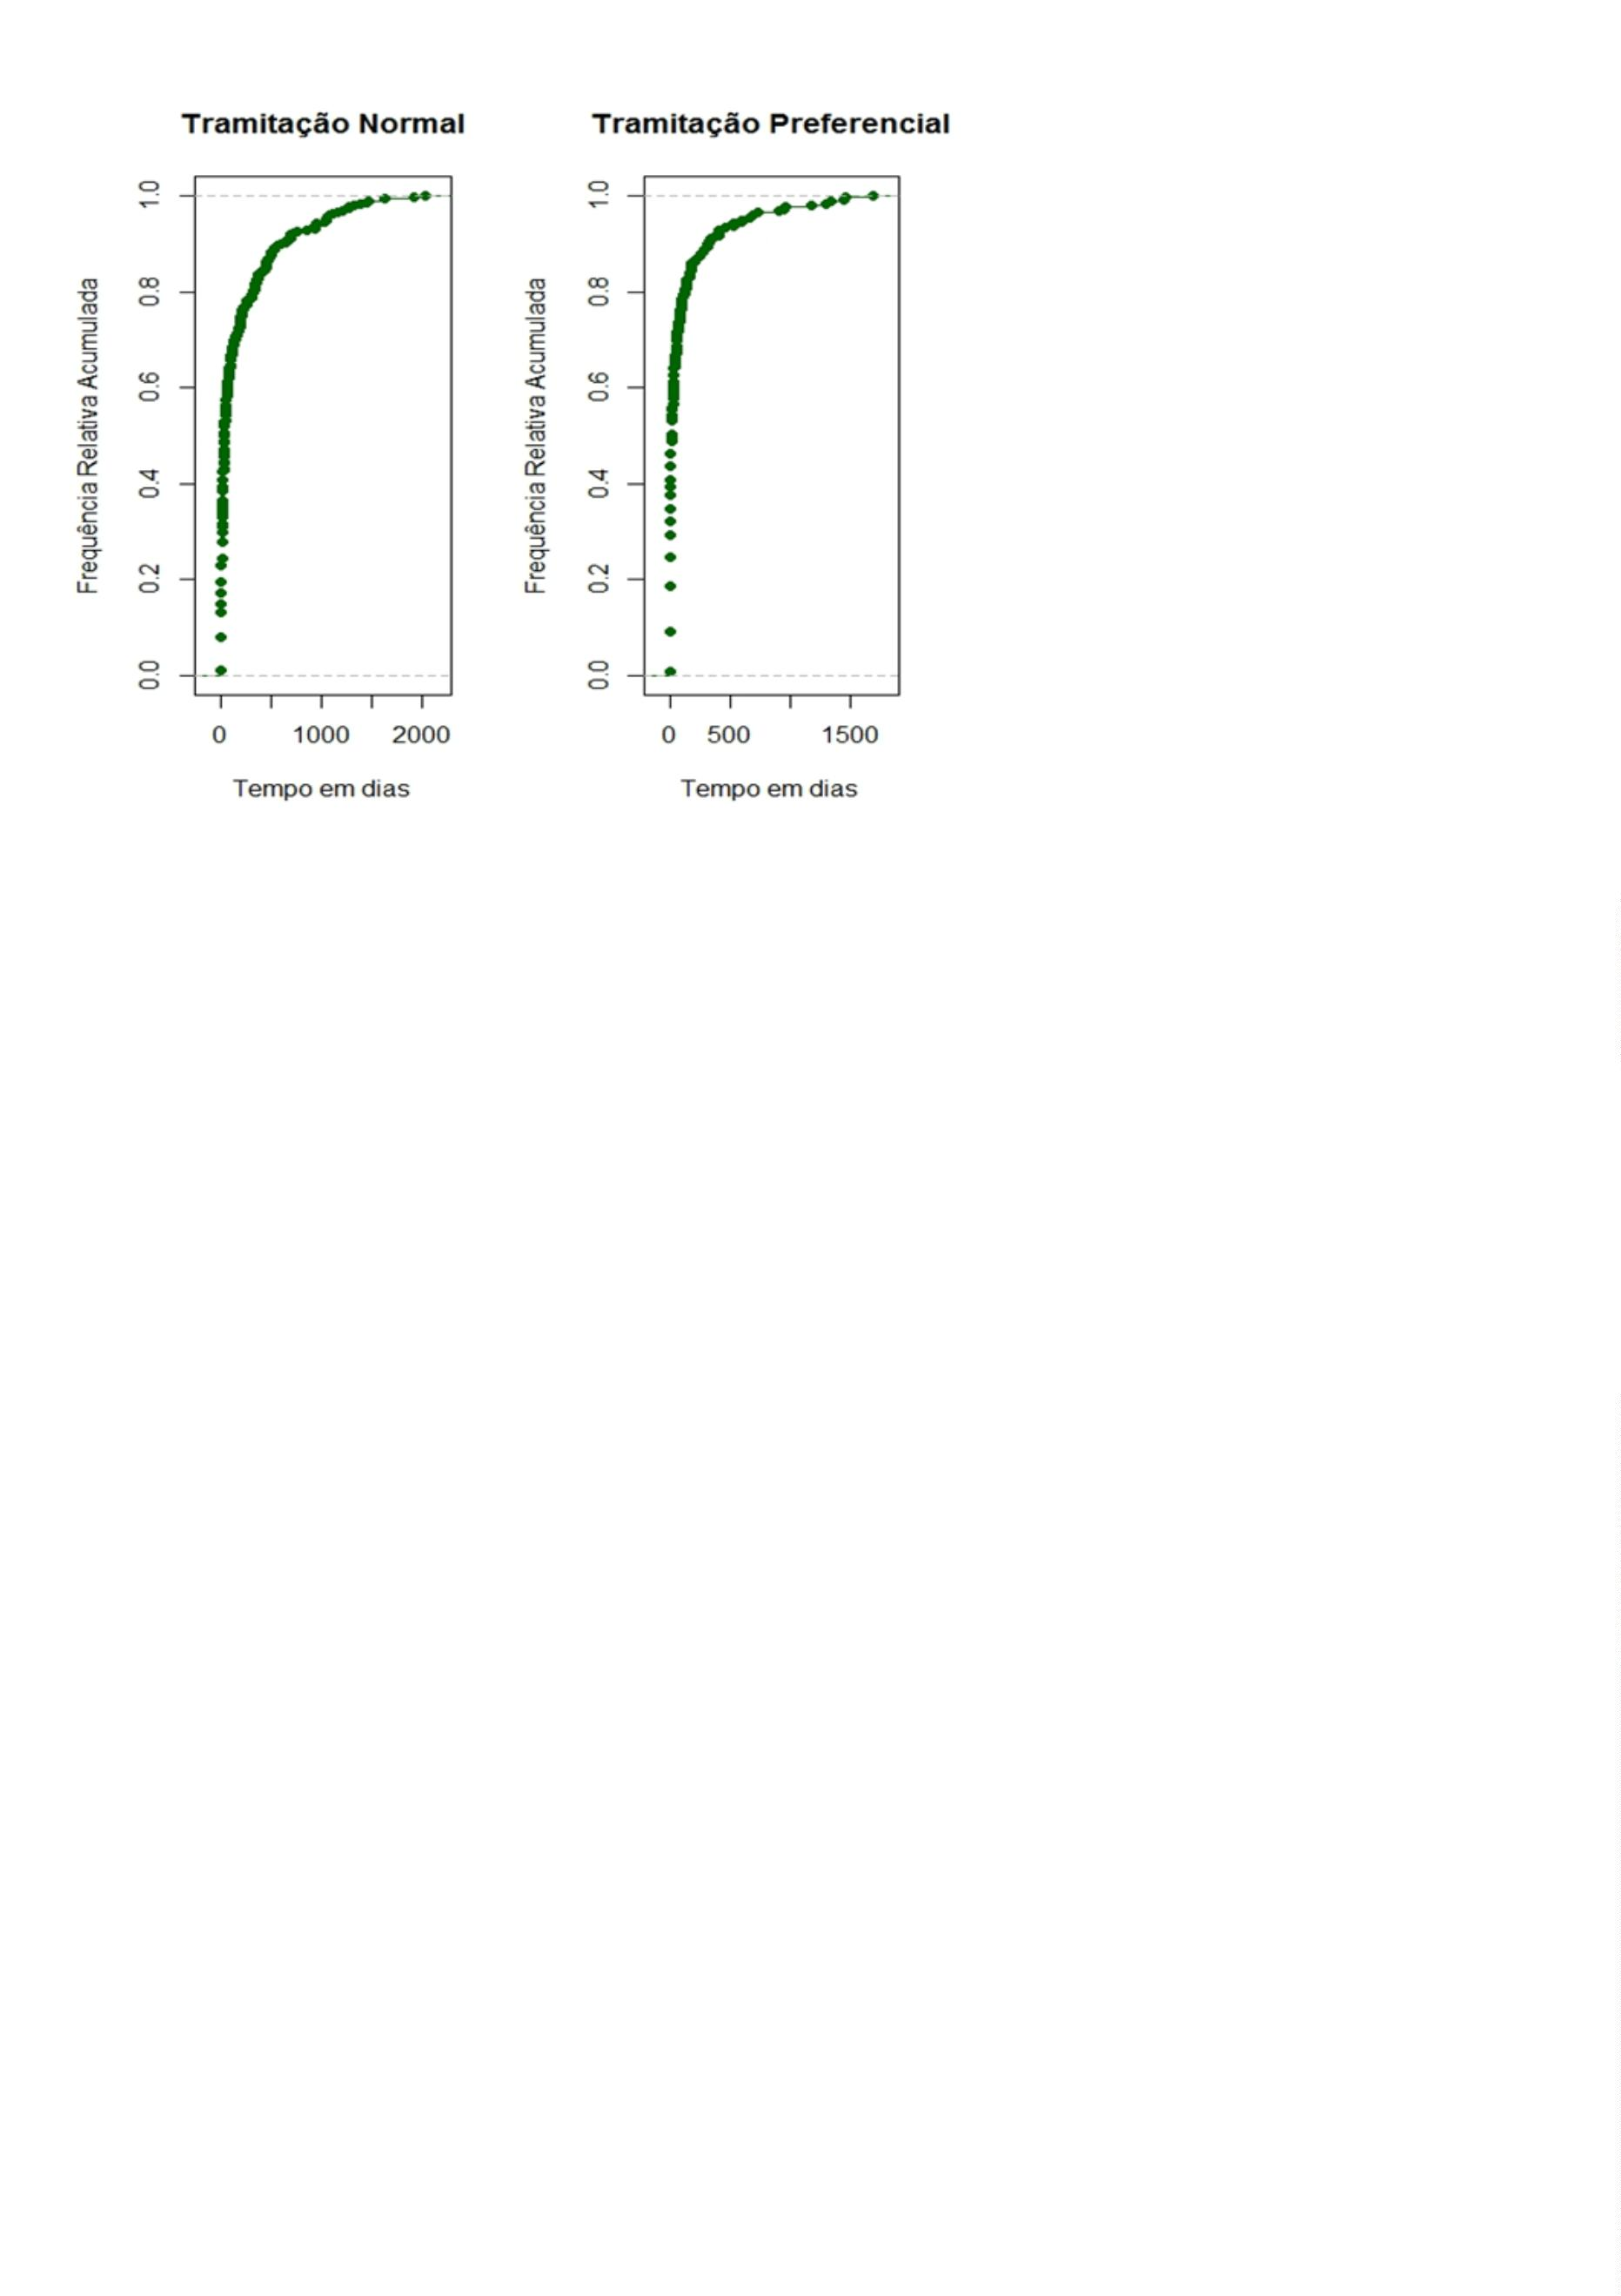 Tramitação Normal
Frequência Relativa Acumulada
1.0
0.8
0.6
0.4
0.2
0.0
0 1000 2000
Tempo em dias
Tramitação Preferencial
Frequência Relativa Acumulada
1.0
0.8
0.6
0.4
0.2
0.0
0 500 1500
Tempo em dias